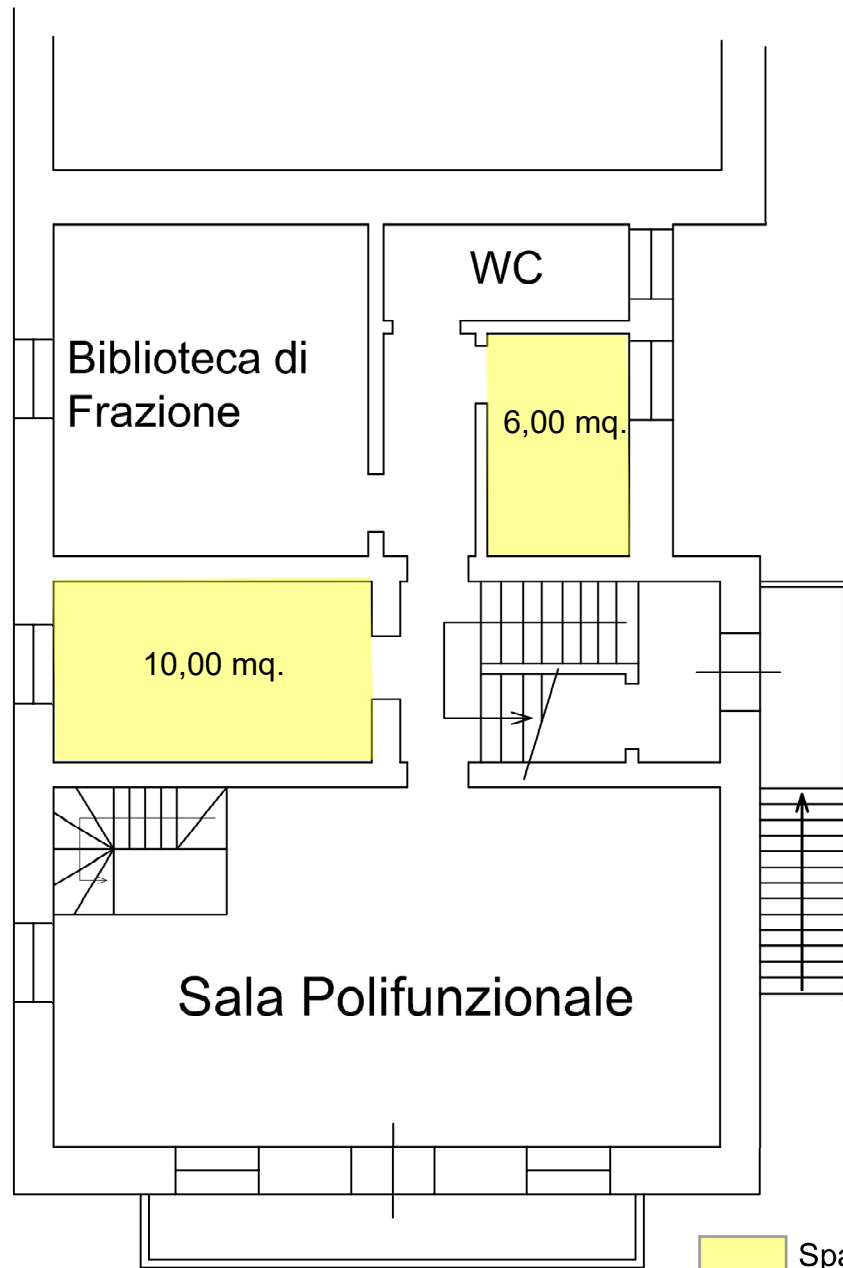 WC
Biblioteca di
Frazione
6,00 mq.
10,00 mq.
Sala Polifunzionale